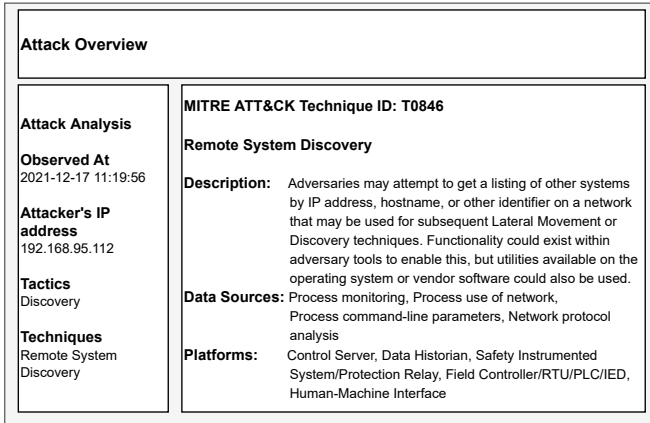 Attack Overview
Attack Analysis
Observed At
2021-12-17 11:19:56
Attacker's IP
address
192.168.95.112
Tactics
Discovery
Techniques
Remote System
Discovery
MITRE ATT&CK Technique ID: T0846
Remote System Discovery
Description: Adversaries may attempt to get a listing of other systems
by IP address, hostname, or other identifier on a network
that may be used for subsequent Lateral Movement or
Discovery techniques. Functionality could exist within
adversary tools to enable this, but utilities available on the
operating system or vendor software could also be used.
Data Sources: Process monitoring, Process use of network,
Process command-line parameters, Network protocol
analysis
Platforms: Control Server, Data Historian, Safety Instrumented
System/Protection Relay, Field Controller/RTU/PLC/IED,
Human-Machine Interface